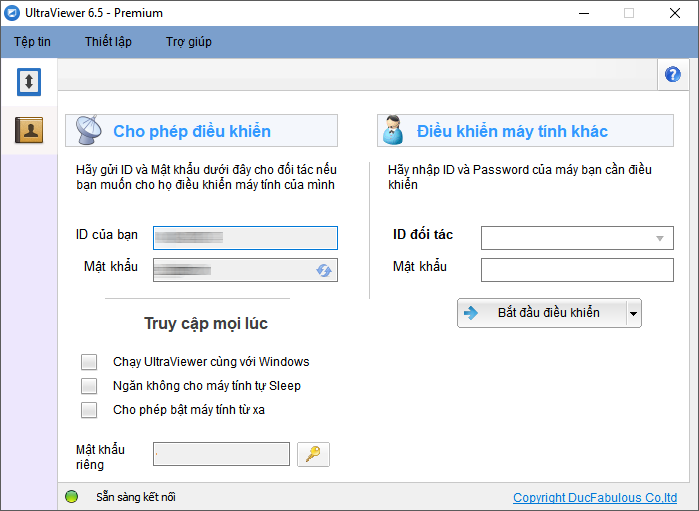 UltraViewer 6.5 - Premium
Tệp tin Thiết lập Trợ giúp
Cho phép điều khiển
Hãy gửi ID và Mật khẩu dưới đây cho đối tác nếu
bạn muốn cho họ điều khiển máy tính của mình
ID của bạn
Mật khẩu
Truy cập mọi lúc
Chạy UltraViewer cùng với Windows
Ngăn không cho máy tính tự Sleep
Cho phép bật máy tính từ xa
Mật khẩu
riêng
Điều khiển máy tính khác
Hãy nhập ID và Password của máy bạn cần điều
khiển
ID đối tác
Mật khẩu
Bắt đầu điều khiển
Sẵn sàng kết nối
Copyright DucFabulous Co,ltd